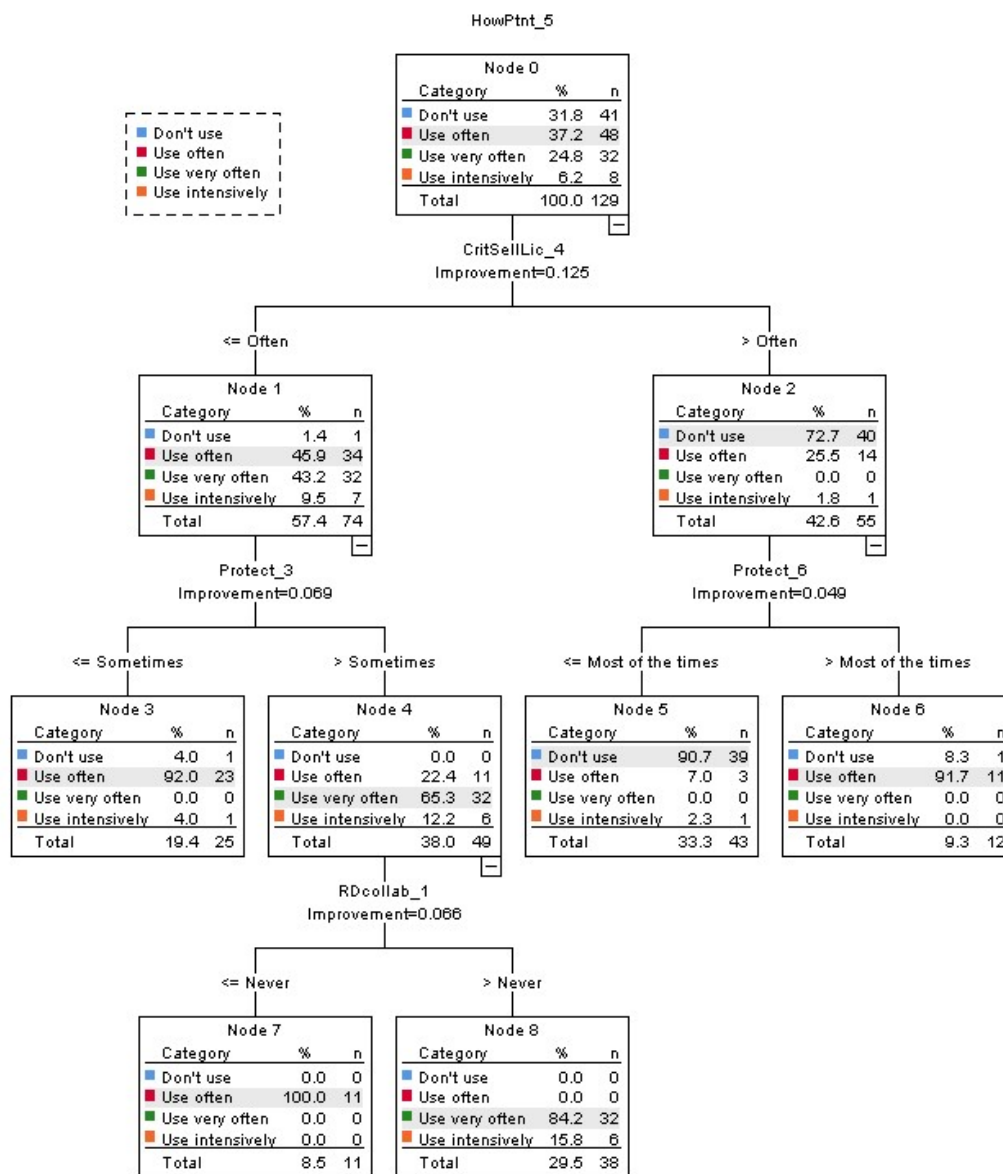 HowPtnt_5
Don't use
Use often
Use very often
Use intensively
Node 0
Category % n
Don't use 31.8 41
Use often 37.2 48
Use very often 24.8 32
Use intensively 6.2 8
Total 100.0 129
CritSellLic_4
Improvement=0.125
<= Often
> Often
Node 1
Category % n
Don't use 1.4 1
Use often 45.9 34
Use very often 43.2 32
Use intensively 9.5 7
Total 57.4 74
Node 2
Category % n
Don't use 72.7 40
Use often 25.5 14
Use very often 0.0 0
Use intensively 1.8 1
Total 42.6 55
Protect_3
Improvement=0.069
Protect_6
Improvement=0.049
<= Sometimes
> Sometimes
<= Most of the times
> Most of the times
Node 3
Category % n
Don't use 4.0 1
Use often 92.0 23
Use very often 0.0 0
Use intensively 4.0 1
Total 19.4 25
Node 4
Category % n
Don't use 0.0 0
Use often 22.4 11
Use very often 65.3 32
Use intensively 12.2 6
Total 38.0 49
Node 5
Category % n
Don't use 90.7 39
Use often 7.0 3
Use very often 0.0 0
Use intensively 2.3 1
Total 33.3 43
Node 6
Category % n
Don't use 8.3 1
Use often 91.7 11
Use very often 0.0 0
Use intensively 0.0 0
Total 9.3 12
RDcollab_1
Improvement=0.066
<= Never
> Never
Node 7
Category % n
Don't use 0.0 0
Use often 100.0 11
Use very often 0.0 0
Use intensively 0.0 0
Total 8.5 11
Node 8
Category % n
Don't use 0.0 0
Use often 0.0 0
Use very often 84.2 32
Use intensively 15.8 6
Total 29.5 38